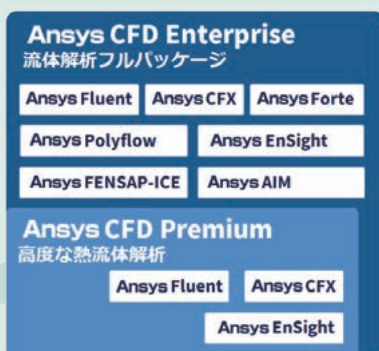 Ansys CFD Enterprise
流体解析フルパッケージ
Ansys Fluent Ansys CFX Ansys Forte
Ansys Polyflow Ansys EnSight
Ansys FENSAP-ICE Ansys AIM
Ansys CFD Premium
高度な熱流体解析
Ansys Fluent Ansys CFX
Ansys EnSight